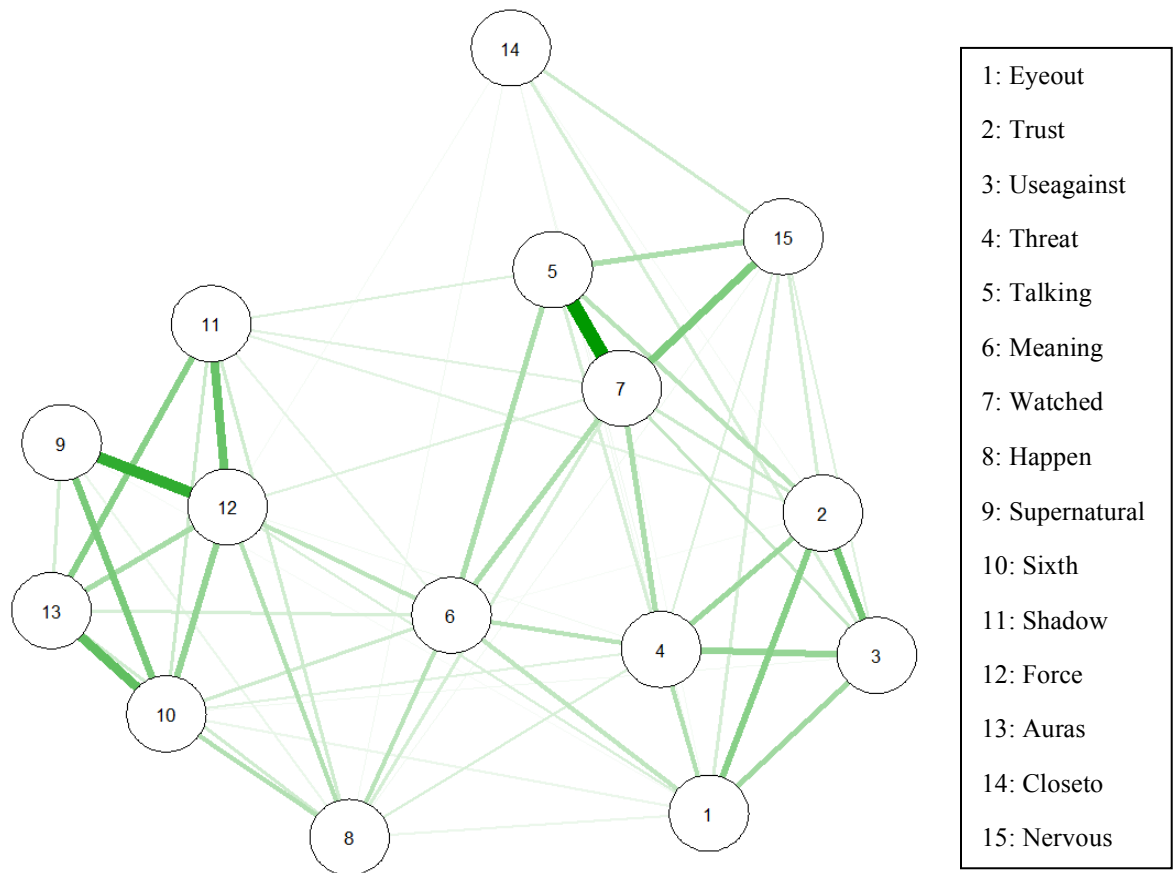 14
15
5
11
7
9
12
2
13
6
4
3
10
1
8
1: Eyeout
2: Trust
3: Useagainst
4: Threat
5: Talking
6: Meaning
7: Watched
8: Happen
9: Supernatural
10: Sixth
11: Shadow
12: Force
13: Auras
14: Closeto
15: Nervous